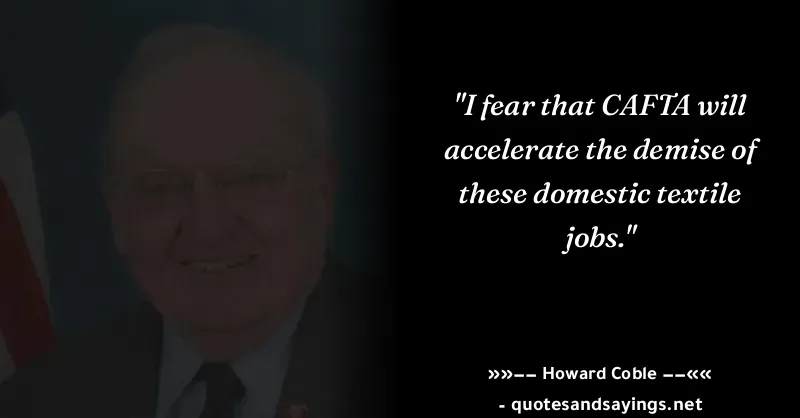 "I fear that CAFTA will
accelerate the demise of
these domestic textile
jobs."
»»−− Howard Coble −−««
- quotesandsayings.net